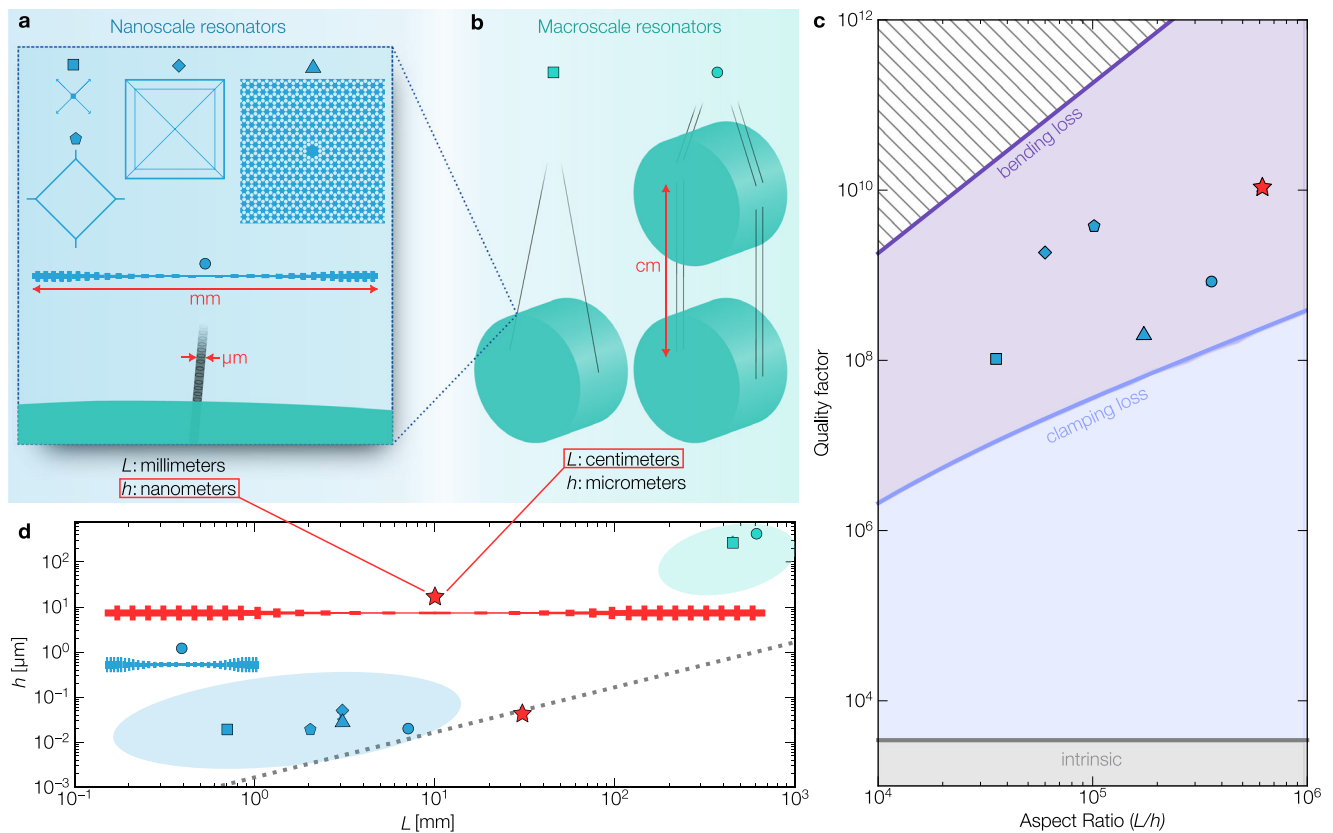 a
Nanoscale resonators
mm
µm
L: millimeters
h: nanometers
b
Macroscale resonators
cm
L: centimeters
h: micrometers
c
10^12
10^10
10^8
10^6
10^4
Quality factor
bending loss
clamping loss
intrinsic
10^4
10^5
10^6
Aspect Ratio (L/h)
d
10^2
10^1
10^0
10^-1
10^-2
10^-3
h [µm]
10^-1
10^0
10^1
10^2
10^3
L [mm]